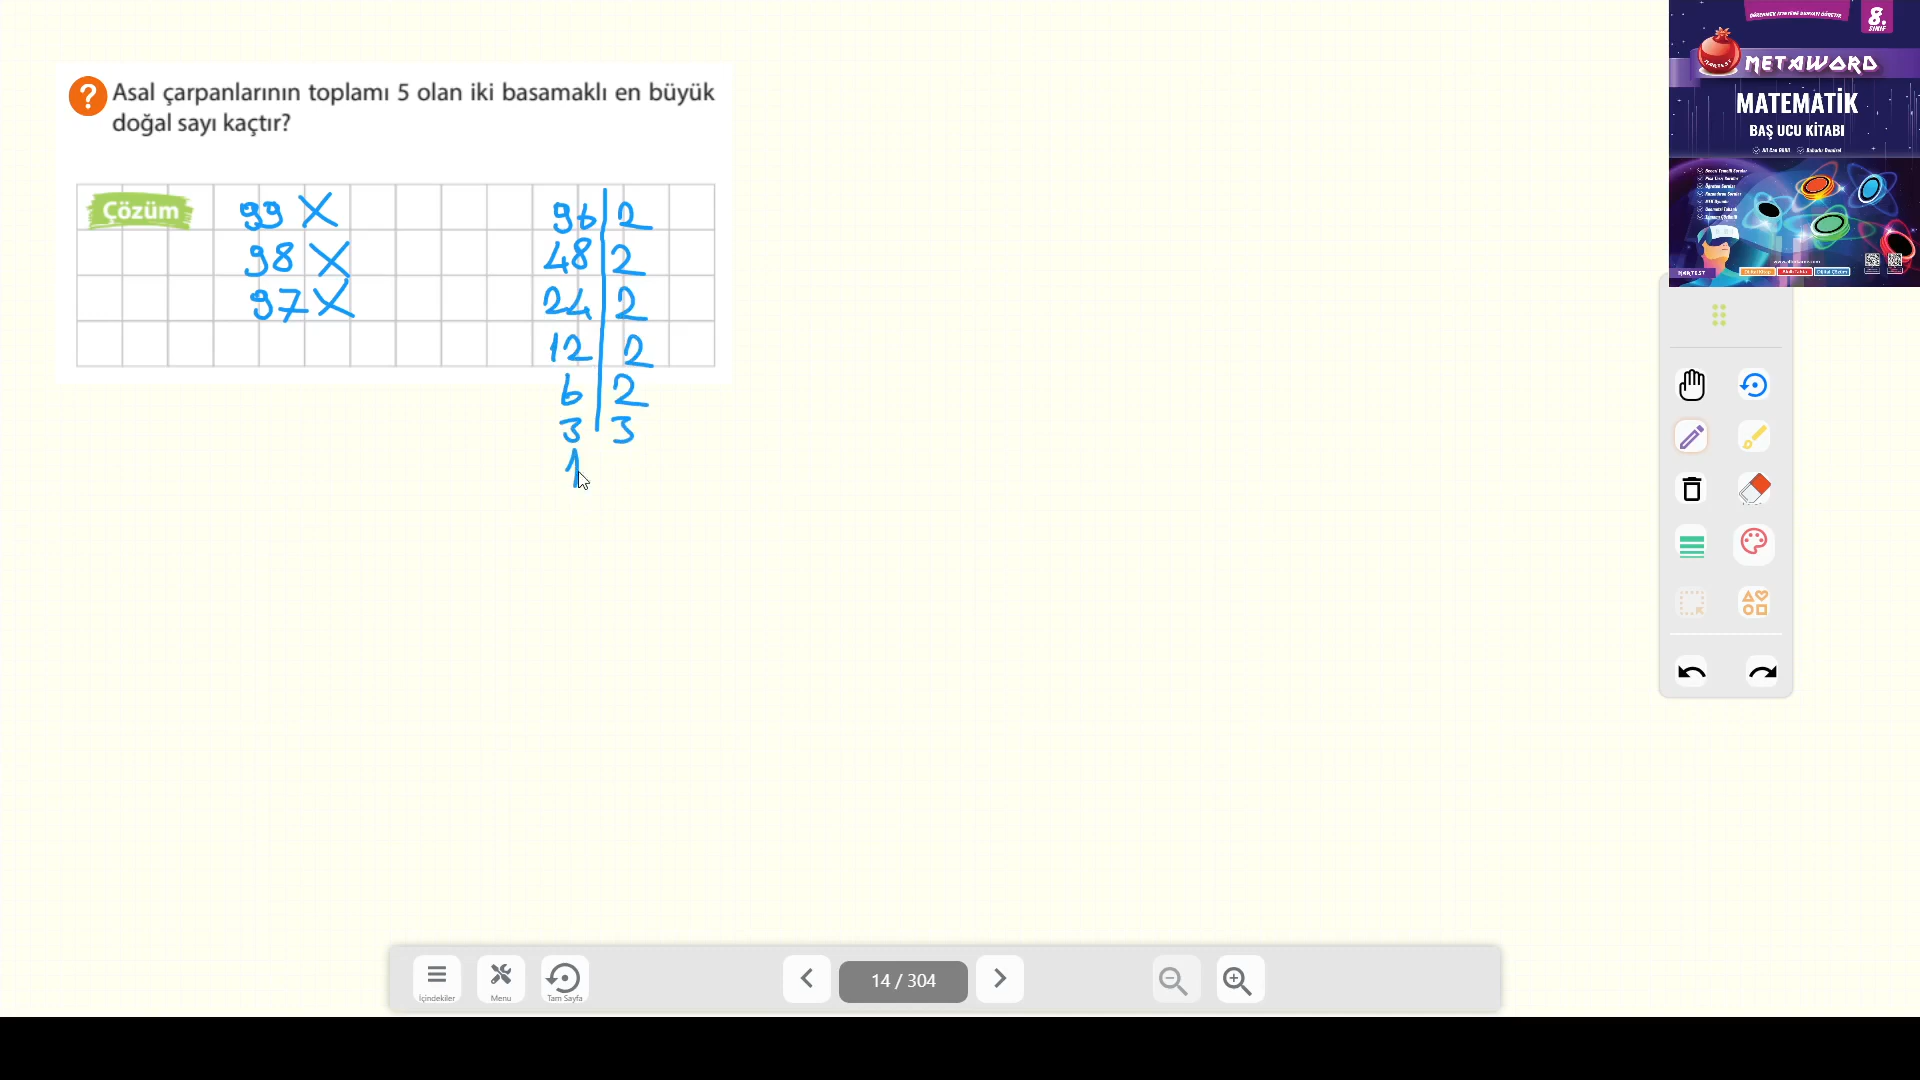 ? Asal çarpanlarının toplamı 5 olan iki basamaklı en büyük
doğal sayı kaçtır?
Çözüm
99 X
98 X
97 X
96 2
48 2
24 2
12 2
6 2
3 3
1
8.
SINIF
METAWORD
MATEMATİK
BAŞ UCU KİTABI
NARTEST
İçindekiler
Menu
Tam Sayfa
14 / 304